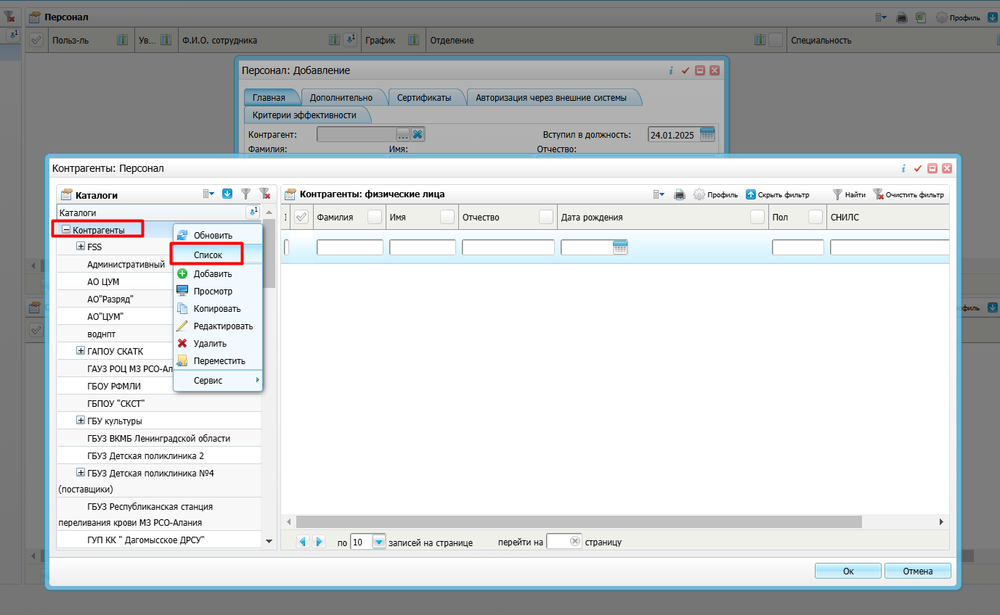 Персонал
Профиль
Польз-ль
Ув...
Ф.И.О. сотрудника
График
Отделение
Специальность
Персонал: Добавление
Главная
Дополнительно
Сертификаты
Авторизация через внешние системы
Критерии эффективности
Контрагент:
...
Вступил в должность:
24.01.2025
Фамилия:
Имя:
Отчество:
Контрагенты: Персонал
Каталоги
Контрагенты: физические лица
Профиль
Скрыть фильтр
Найти
Очистить фильтр
Каталоги
Фамилия
Имя
Отчество
Дата рождения
Пол
СНИЛС
Контрагенты
FSS
Административный
АО ЦУМ
АО"Разряд"
АО"ЦУМ"
воднпт
ГАПОУ СКАТК
ГАУЗ РОЦ МЗ РСО-Ал
ГБОУ РФМЛИ
ГБПОУ "СКСТ"
ГБУ культуры
ГБУЗ ВКМБ Ленинградской области
ГБУЗ Детская поликлиника 2
ГБУЗ Детская поликлиника №4
(поставщики)
ГБУЗ Республиканская станция
переливания крови МЗ РСО-Алания
ГУП КК " Дагомысское ДРСУ"
Обновить
Список
Добавить
Просмотр
Копировать
Редактировать
Удалить
Переместить
Сервис
по 10 записей на странице
перейти на страницу
Ок
Отмена